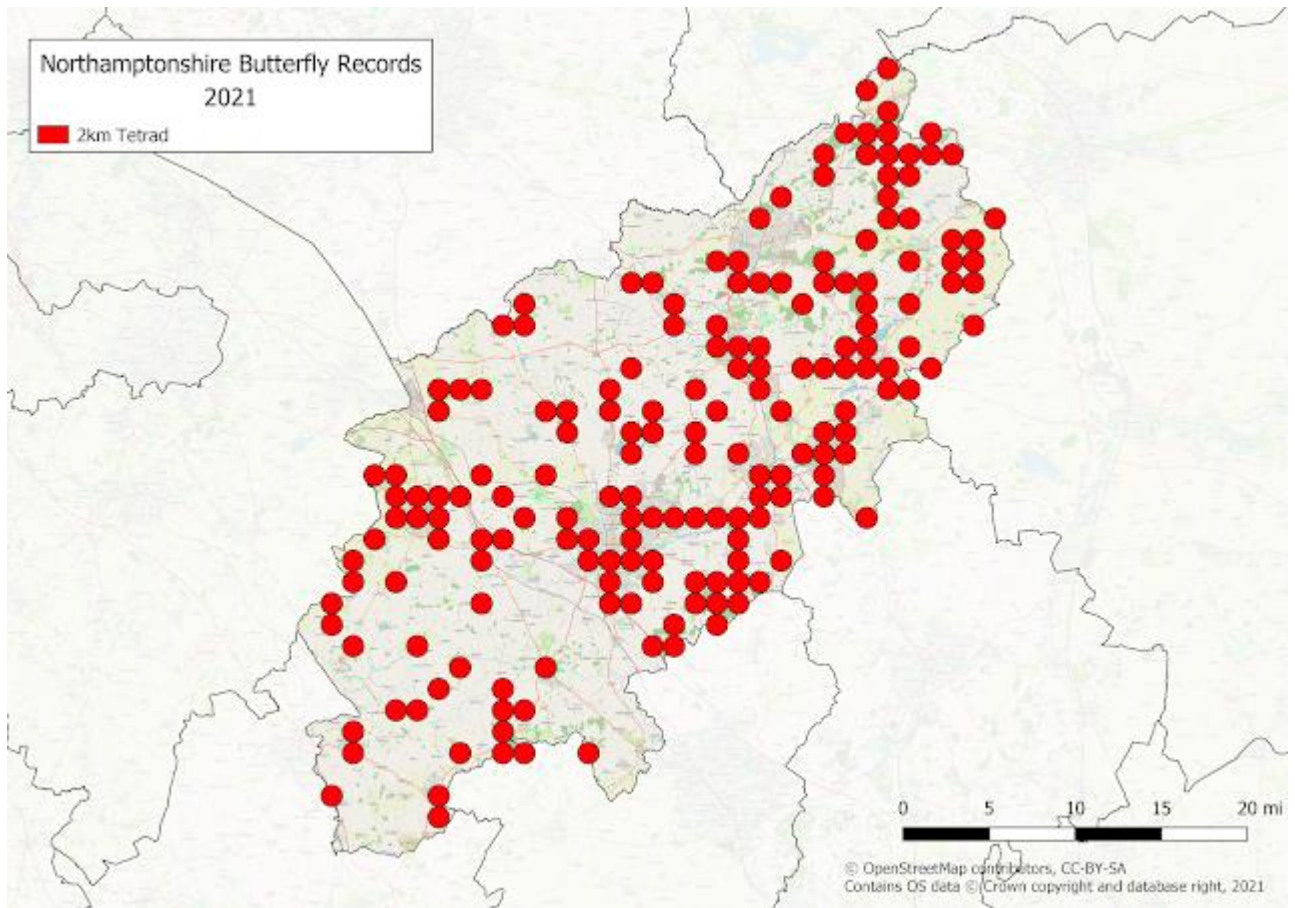 Northamptonshire Butterfly Records
2021
2km Tetrad
0 5 10 15 20 mi
© OpenStreetMap contributors, CC-BY-SA
Contains OS data © Crown copyright and database right, 2021